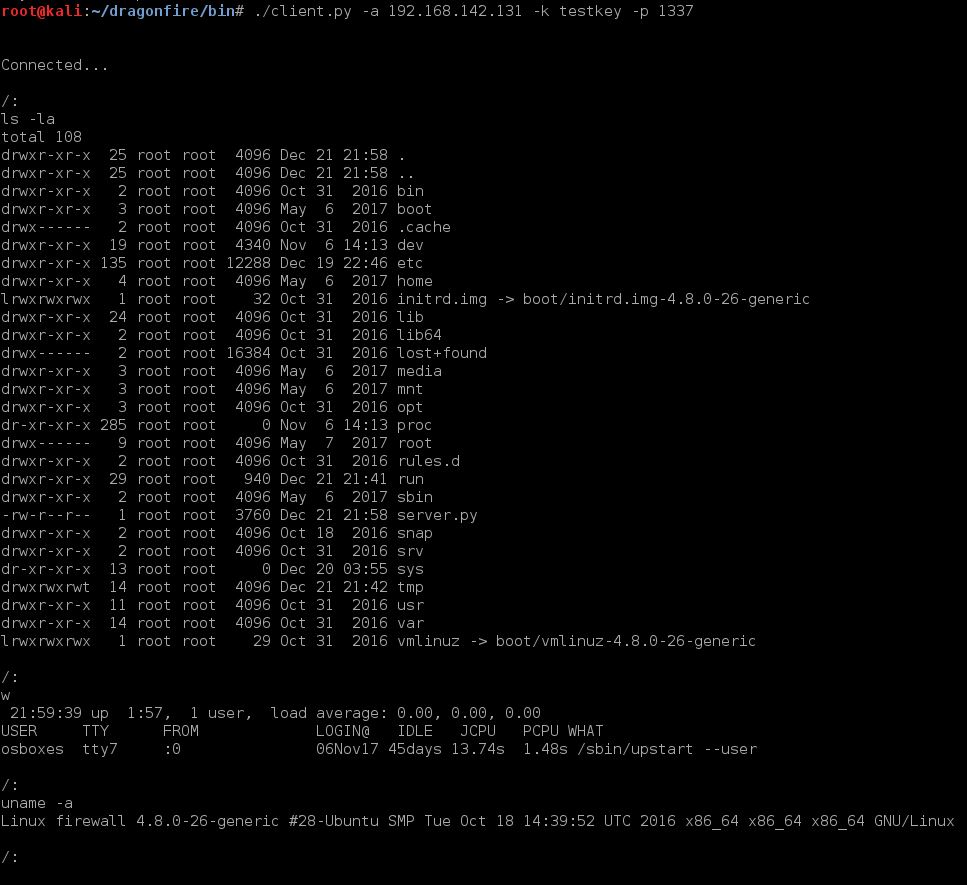 root@kali:~/dragonfire/bin# ./client.py -a 192.168.142.131 -k testkey -p 1337
Connected...
/:
ls -la
total 108
drwxr-xr-x  25 root root  4096 Dec 21 21:58 .
drwxr-xr-x  25 root root  4096 Dec 21 21:58 ..
drwxr-xr-x   2 root root  4096 Oct 31  2016 bin
drwxr-xr-x   3 root root  4096 May  6  2017 boot
drwx------   2 root root  4096 Oct 31  2016 .cache
drwxr-xr-x  19 root root  4340 Nov  6 14:13 dev
drwxr-xr-x 135 root root 12288 Dec 19 22:46 etc
drwxr-xr-x   4 root root  4096 May  6  2017 home
lrwxrwxrwx   1 root root    32 Oct 31  2016 initrd.img -> boot/initrd.img-4.8.0-26-generic
drwxr-xr-x  24 root root  4096 Oct 31  2016 lib
drwxr-xr-x   2 root root  4096 Oct 31  2016 lib64
drwx------   2 root root 16384 Oct 31  2016 lost+found
drwxr-xr-x   3 root root  4096 May  6  2017 media
drwxr-xr-x   3 root root  4096 May  6  2017 mnt
drwxr-xr-x   3 root root  4096 Oct 31  2016 opt
dr-xr-xr-x 285 root root     0 Nov  6 14:13 proc
drwx------   9 root root  4096 May  7  2017 root
drwxr-xr-x   2 root root  4096 Oct 31  2016 rules.d
drwxr-xr-x  29 root root   940 Dec 21 21:41 run
drwxr-xr-x   2 root root  4096 May  6  2017 sbin
-rw-r--r--   1 root root  3760 Dec 21 21:58 server.py
drwxr-xr-x   2 root root  4096 Oct 18  2016 snap
drwxr-xr-x   2 root root  4096 Oct 31  2016 srv
dr-xr-xr-x  13 root root     0 Dec 20 03:55 sys
drwxrwxrwt  14 root root  4096 Dec 21 21:42 tmp
drwxr-xr-x  11 root root  4096 Oct 31  2016 usr
drwxr-xr-x  14 root root  4096 Oct 31  2016 var
lrwxrwxrwx   1 root root    29 Oct 31  2016 vmlinuz -> boot/vmlinuz-4.8.0-26-generic
/:
w
 21:59:39 up  1:57,  1 user,  load average: 0.00, 0.00, 0.00
USER     TTY      FROM             LOGIN@   IDLE   JCPU   PCPU WHAT
osboxes  tty7     :0               06Nov17 45days 13.74s  1.48s /sbin/upstart --user
/:
uname -a
Linux firewall 4.8.0-26-generic #28-Ubuntu SMP Tue Oct 18 14:39:52 UTC 2016 x86_64 x86_64 x86_64 GNU/Linux
/: